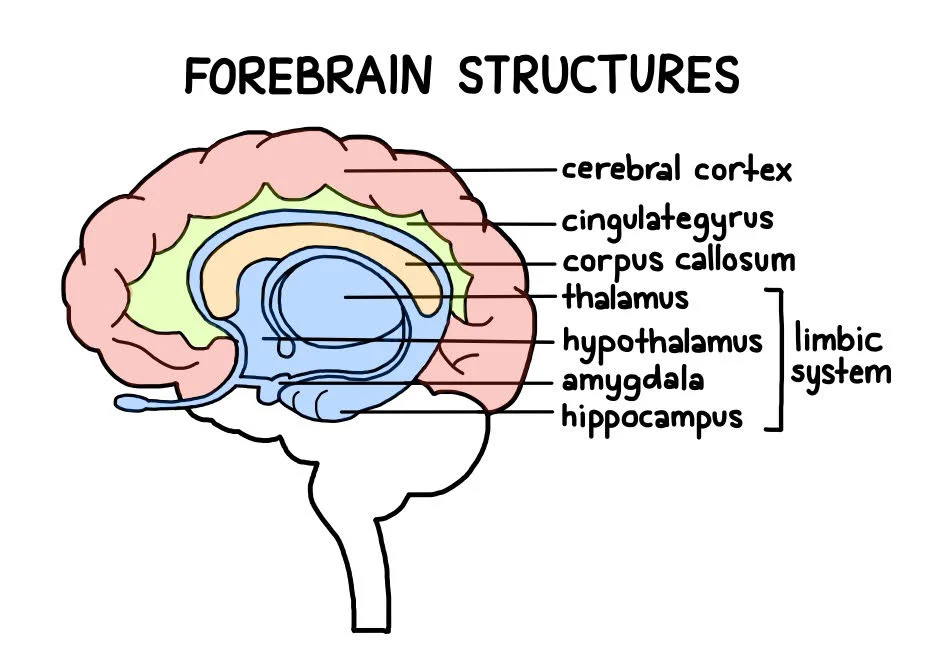 FOREBRAIN STRUCTURES
cerebral cortex
cingulategyrus
corpus callosum
thalamus
hypothalamus
amygdala
hippocampus
limbic
system